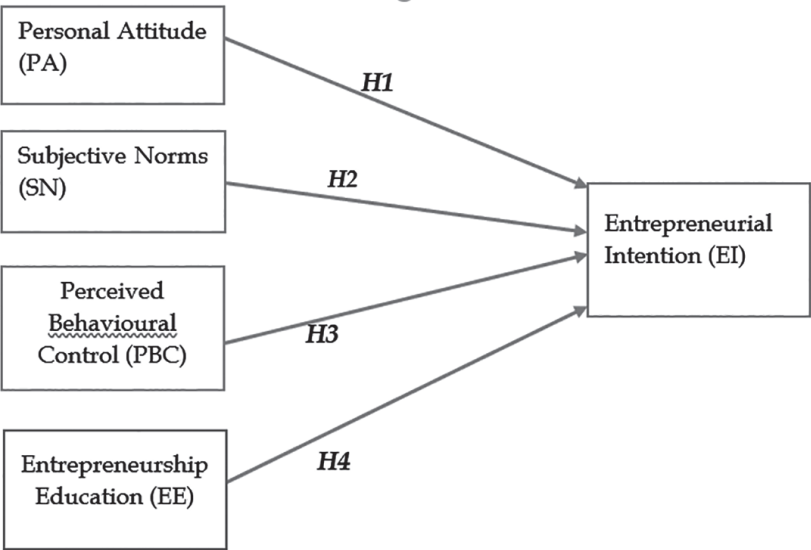 Personal Attitude
(PA)
H1
Subjective Norms
(SN)
H2
Entrepreneurial
Intention (EI)
Perceived
Behavioural
Control (PBC)
H3
Entrepreneurship
Education (EE)
H4